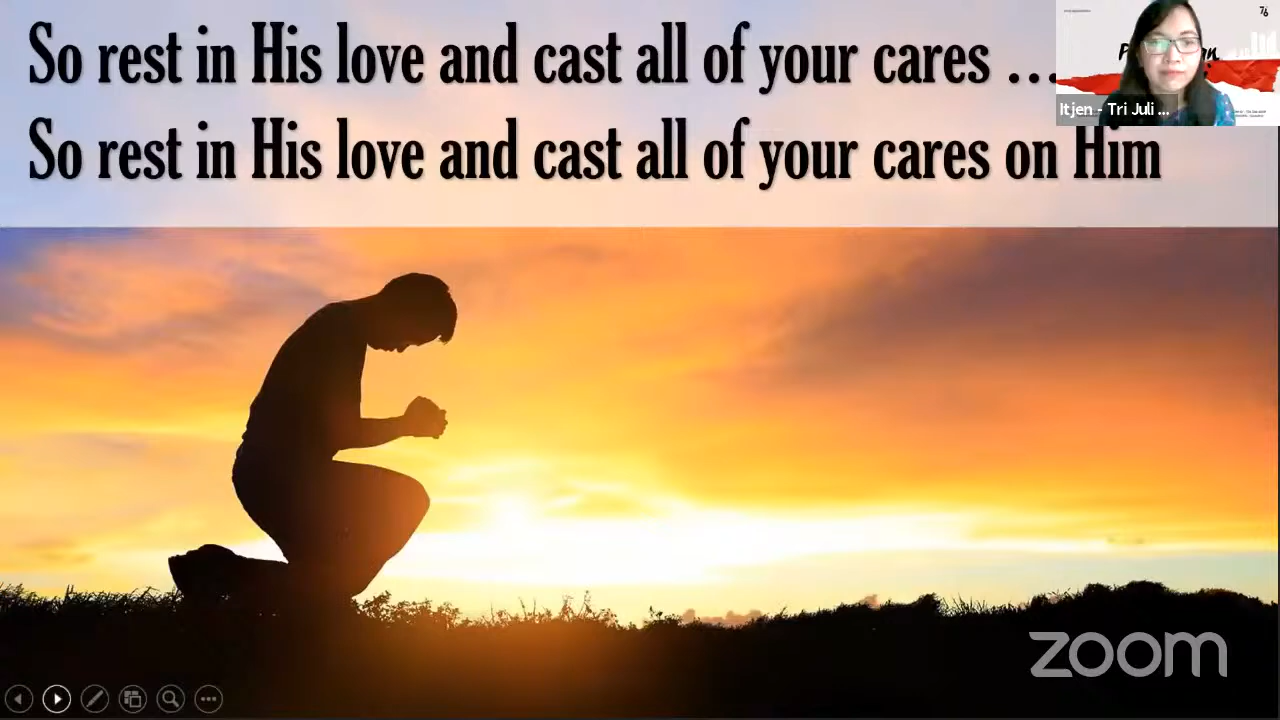 So rest in His love and cast all of your cares ...
So rest in His love and cast all of your cares on Him
76
Itjen - Tri Juli ...
zoom